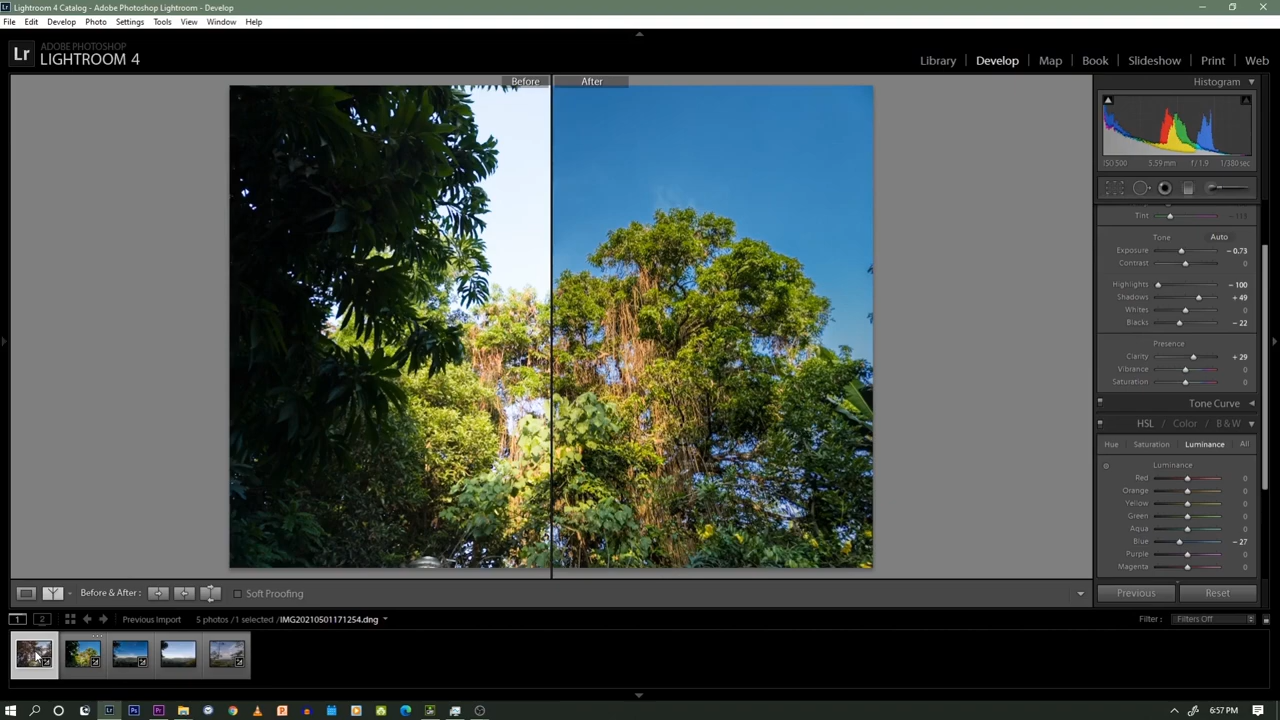 Lightroom 4 Catalog - Adobe Photoshop Lightroom - Develop
File Edit Develop Photo Settings Tools View Window Help
Lr ADOBE PHOTOSHOP
LIGHTROOM 4
Library | Develop | Map | Book | Slideshow | Print | Web
Before After
Histogram
ISO 500 5.59 mm f / 1.9 1/380 sec
Tint
Tone Auto
Exposure - 0.73
Contrast 0
Highlights - 100
Shadows + 49
Whites 0
Blacks - 22
Presence
Clarity + 29
Vibrance 0
Saturation 0
Tone Curve
HSL / Color / B & W
Hue Saturation Luminance All
Luminance
Red 0
Orange 0
Yellow 0
Green 0
Aqua 0
Blue - 27
Purple 0
Magenta 0
Before & After : Soft Proofing
Previous Reset
1 2 Previous Import 5 photos /1 selected /IMG20210501171254.dng
Filter : Filters Off
6:57 PM